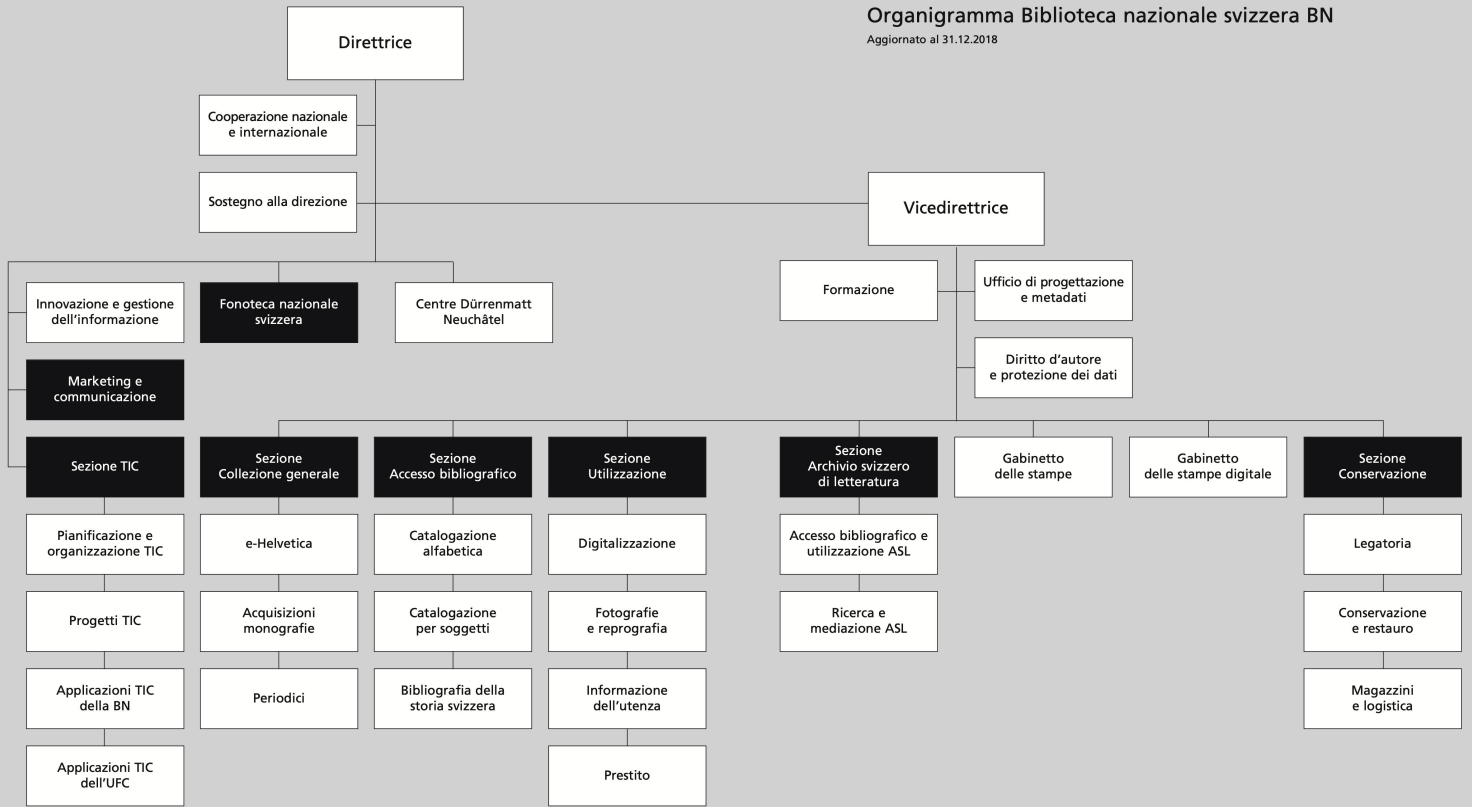 Organigramma Biblioteca nazionale svizzera BN
Aggiornato al 31.12.2018
Direttrice
Cooperazione nazionale
e internazionale
Sostegno alla direzione
Vicedirettrice
Innovazione e gestione
dell'informazione
Fonoteca nazionale
svizzera
Centre Dürrenmatt
Neuchâtel
Formazione
Ufficio di progettazione
e metadati
Marketing e
communicazione
Diritto d'autore
e protezione dei dati
Sezione TIC
Sezione
Collezione generale
Sezione
Accesso bibliografico
Sezione
Utilizzazione
Sezione
Archivio svizzero
di letteratura
Gabinetto
delle stampe
Gabinetto
delle stampe digitale
Sezione
Conservazione
Pianificazione e
organizzazione TIC
e-Helvetica
Catalogazione
alfabetica
Digitalizzazione
Accesso bibliografico e
utilizzazione ASL
Legatoria
Progetti TIC
Acquisizioni
monografie
Catalogazione
per soggetti
Fotografie
e reprografia
Ricerca e
mediazione ASL
Conservazione
e restauro
Applicazioni TIC
della BN
Periodici
Bibliografia della
storia svizzera
Informazione
dell'utenza
Magazzini
e logistica
Applicazioni TIC
dell'UFC
Prestito